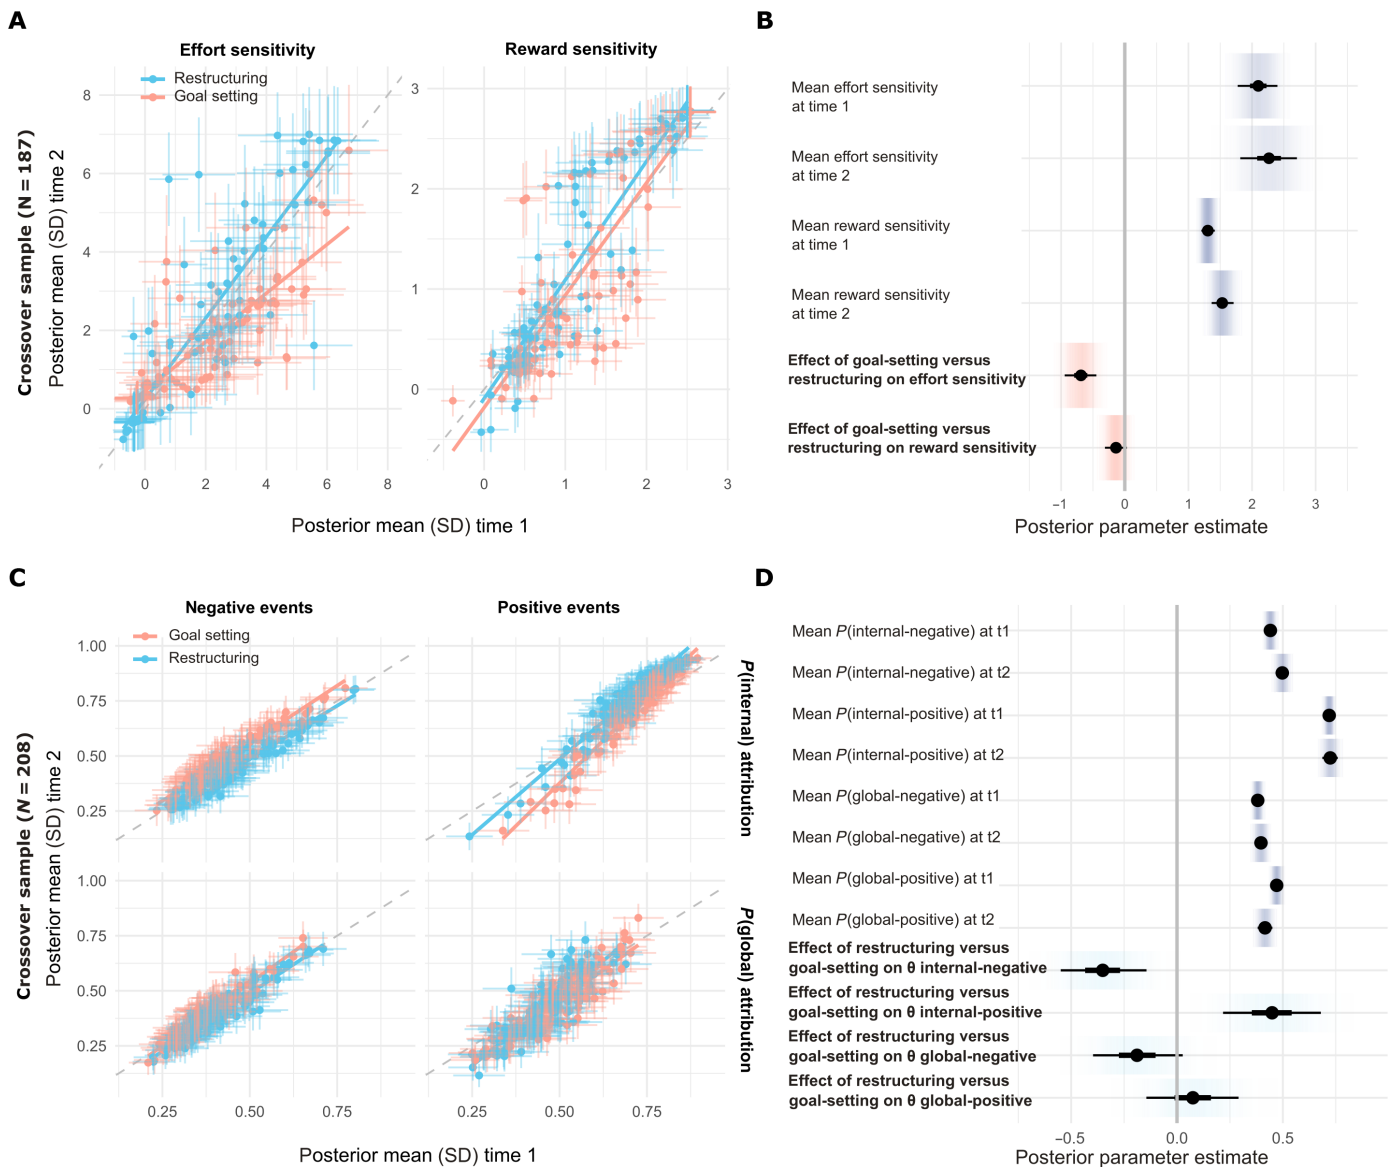 A
Effort sensitivity
Reward sensitivity
Restructuring
Goal setting
Crossover sample (N = 187)
Posterior mean (SD) time 2
8
6
4
2
0
3
2
1
0
0 2 4 6 8
0 1 2 3
Posterior mean (SD) time 1
B
Mean effort sensitivity
at time 1
Mean effort sensitivity
at time 2
Mean reward sensitivity
at time 1
Mean reward sensitivity
at time 2
Effect of goal-setting versus
restructuring on effort sensitivity
Effect of goal-setting versus
restructuring on reward sensitivity
−1 0 1 2 3
Posterior parameter estimate
C
Negative events
Positive events
Goal setting
Restructuring
Crossover sample (N = 208)
Posterior mean (SD) time 2
1.00
0.75
0.50
0.25
1.00
0.75
0.50
0.25
P(internal) attribution
P(global) attribution
0.25 0.50 0.75
0.25 0.50 0.75
Posterior mean (SD) time 1
D
Mean P(internal-negative) at t1
Mean P(internal-negative) at t2
Mean P(internal-positive) at t1
Mean P(internal-positive) at t2
Mean P(global-negative) at t1
Mean P(global-negative) at t2
Mean P(global-positive) at t1
Mean P(global-positive) at t2
Effect of restructuring versus
goal-setting on θ internal-negative
Effect of restructuring versus
goal-setting on θ internal-positive
Effect of restructuring versus
goal-setting on θ global-negative
Effect of restructuring versus
goal-setting on θ global-positive
−0.5 0.0 0.5
Posterior parameter estimate